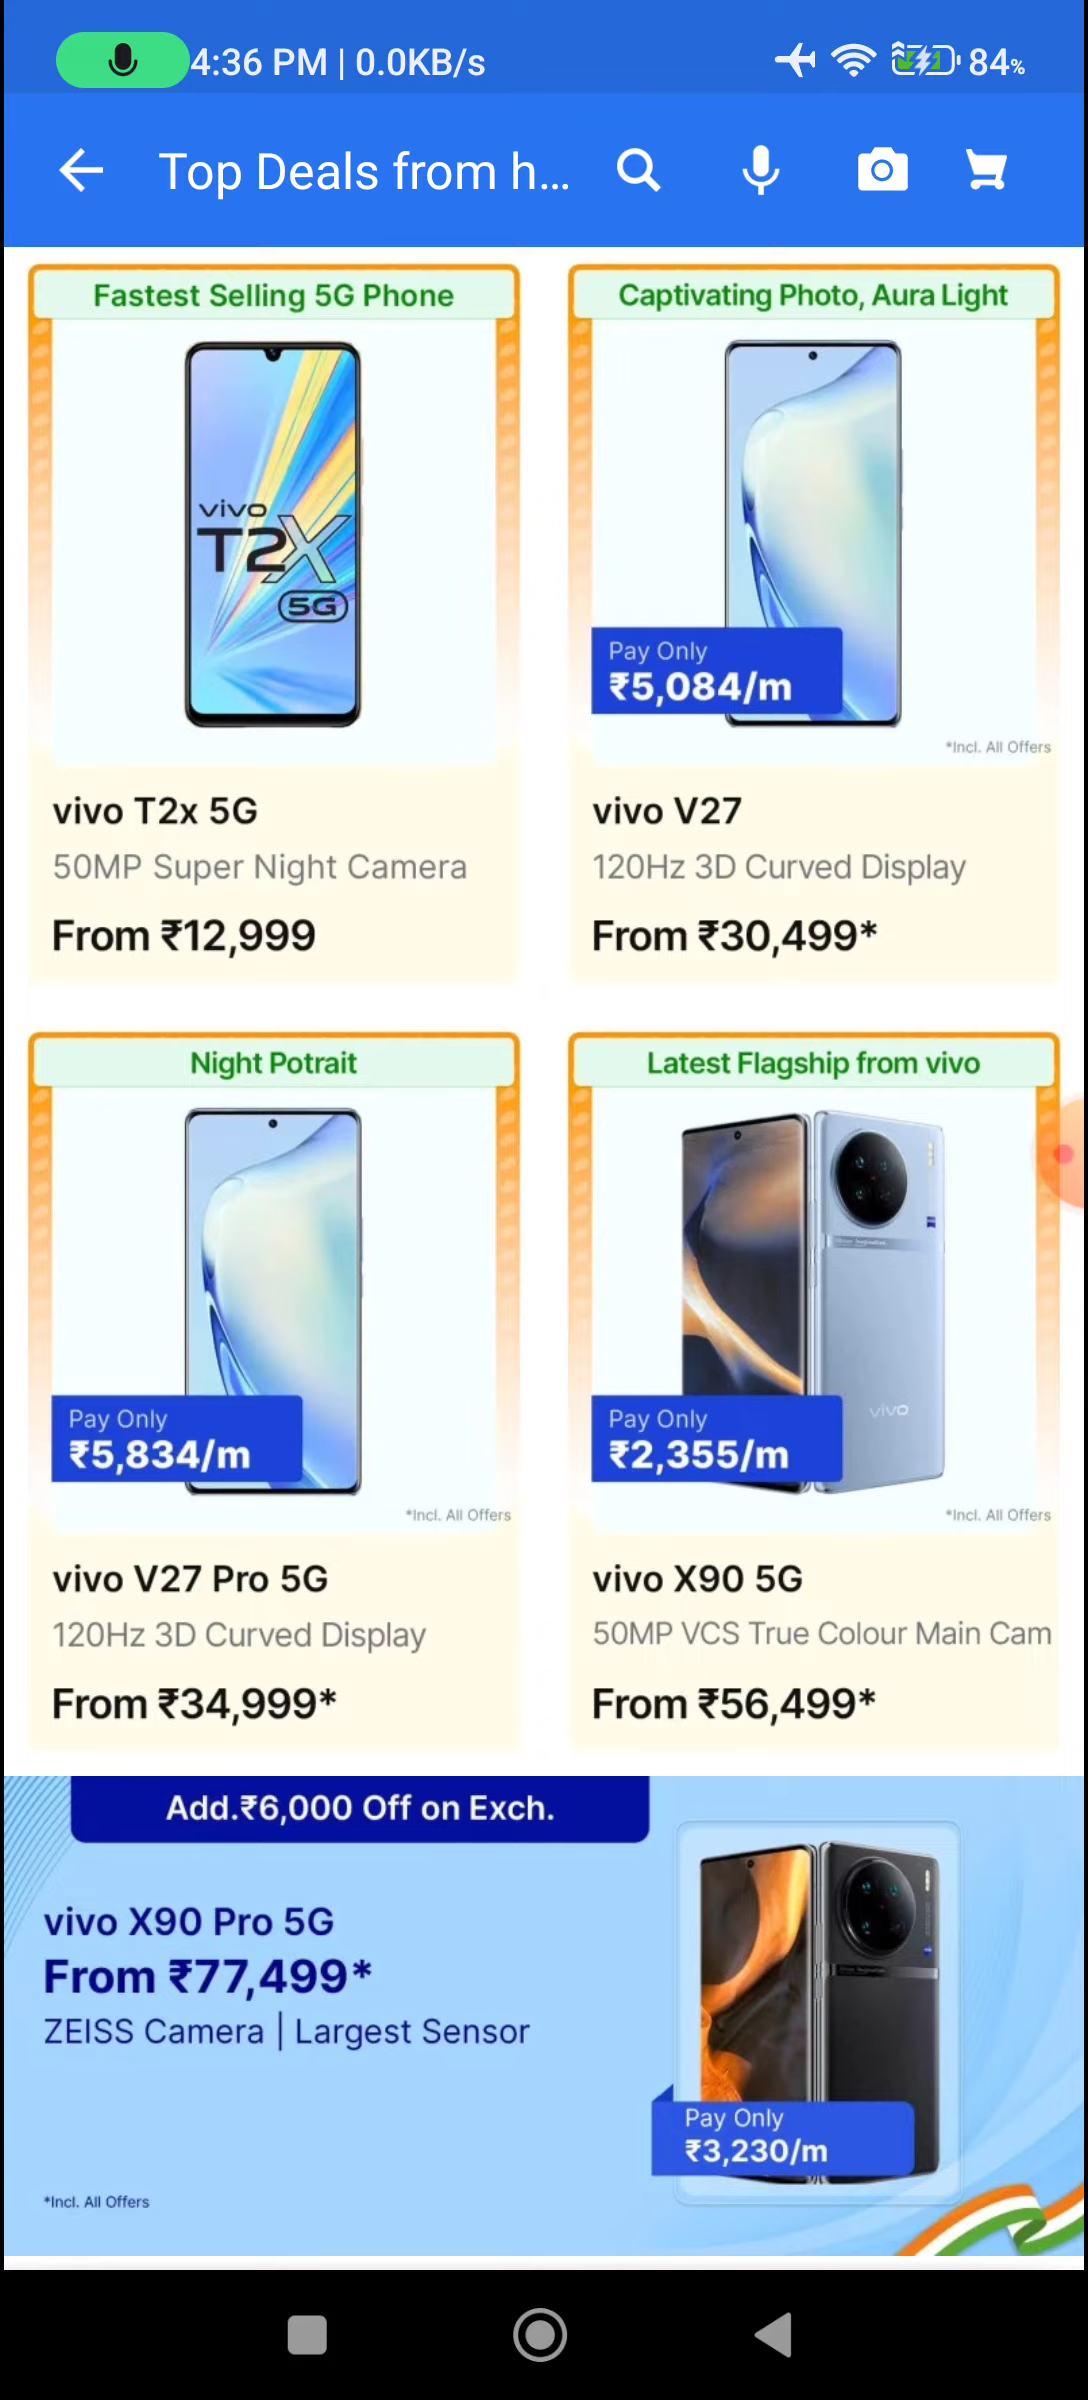 4:36 PM | 0.0KB/s 84%
Top Deals from h...
Fastest Selling 5G Phone
vivo
T2X
5G
vivo T2x 5G
50MP Super Night Camera
From ₹12,999
Captivating Photo, Aura Light
Pay Only
₹5,084/m
*Incl. All Offers
vivo V27
120Hz 3D Curved Display
From ₹30,499*
Night Potrait
Pay Only
₹5,834/m
*Incl. All Offers
vivo V27 Pro 5G
120Hz 3D Curved Display
From ₹34,999*
Latest Flagship from vivo
vivo
Pay Only
₹2,355/m
*Incl. All Offers
vivo X90 5G
50MP VCS True Colour Main Cam
From ₹56,499*
Add.₹6,000 Off on Exch.
vivo X90 Pro 5G
From ₹77,499*
ZEISS Camera | Largest Sensor
Pay Only
₹3,230/m
*Incl. All Offers